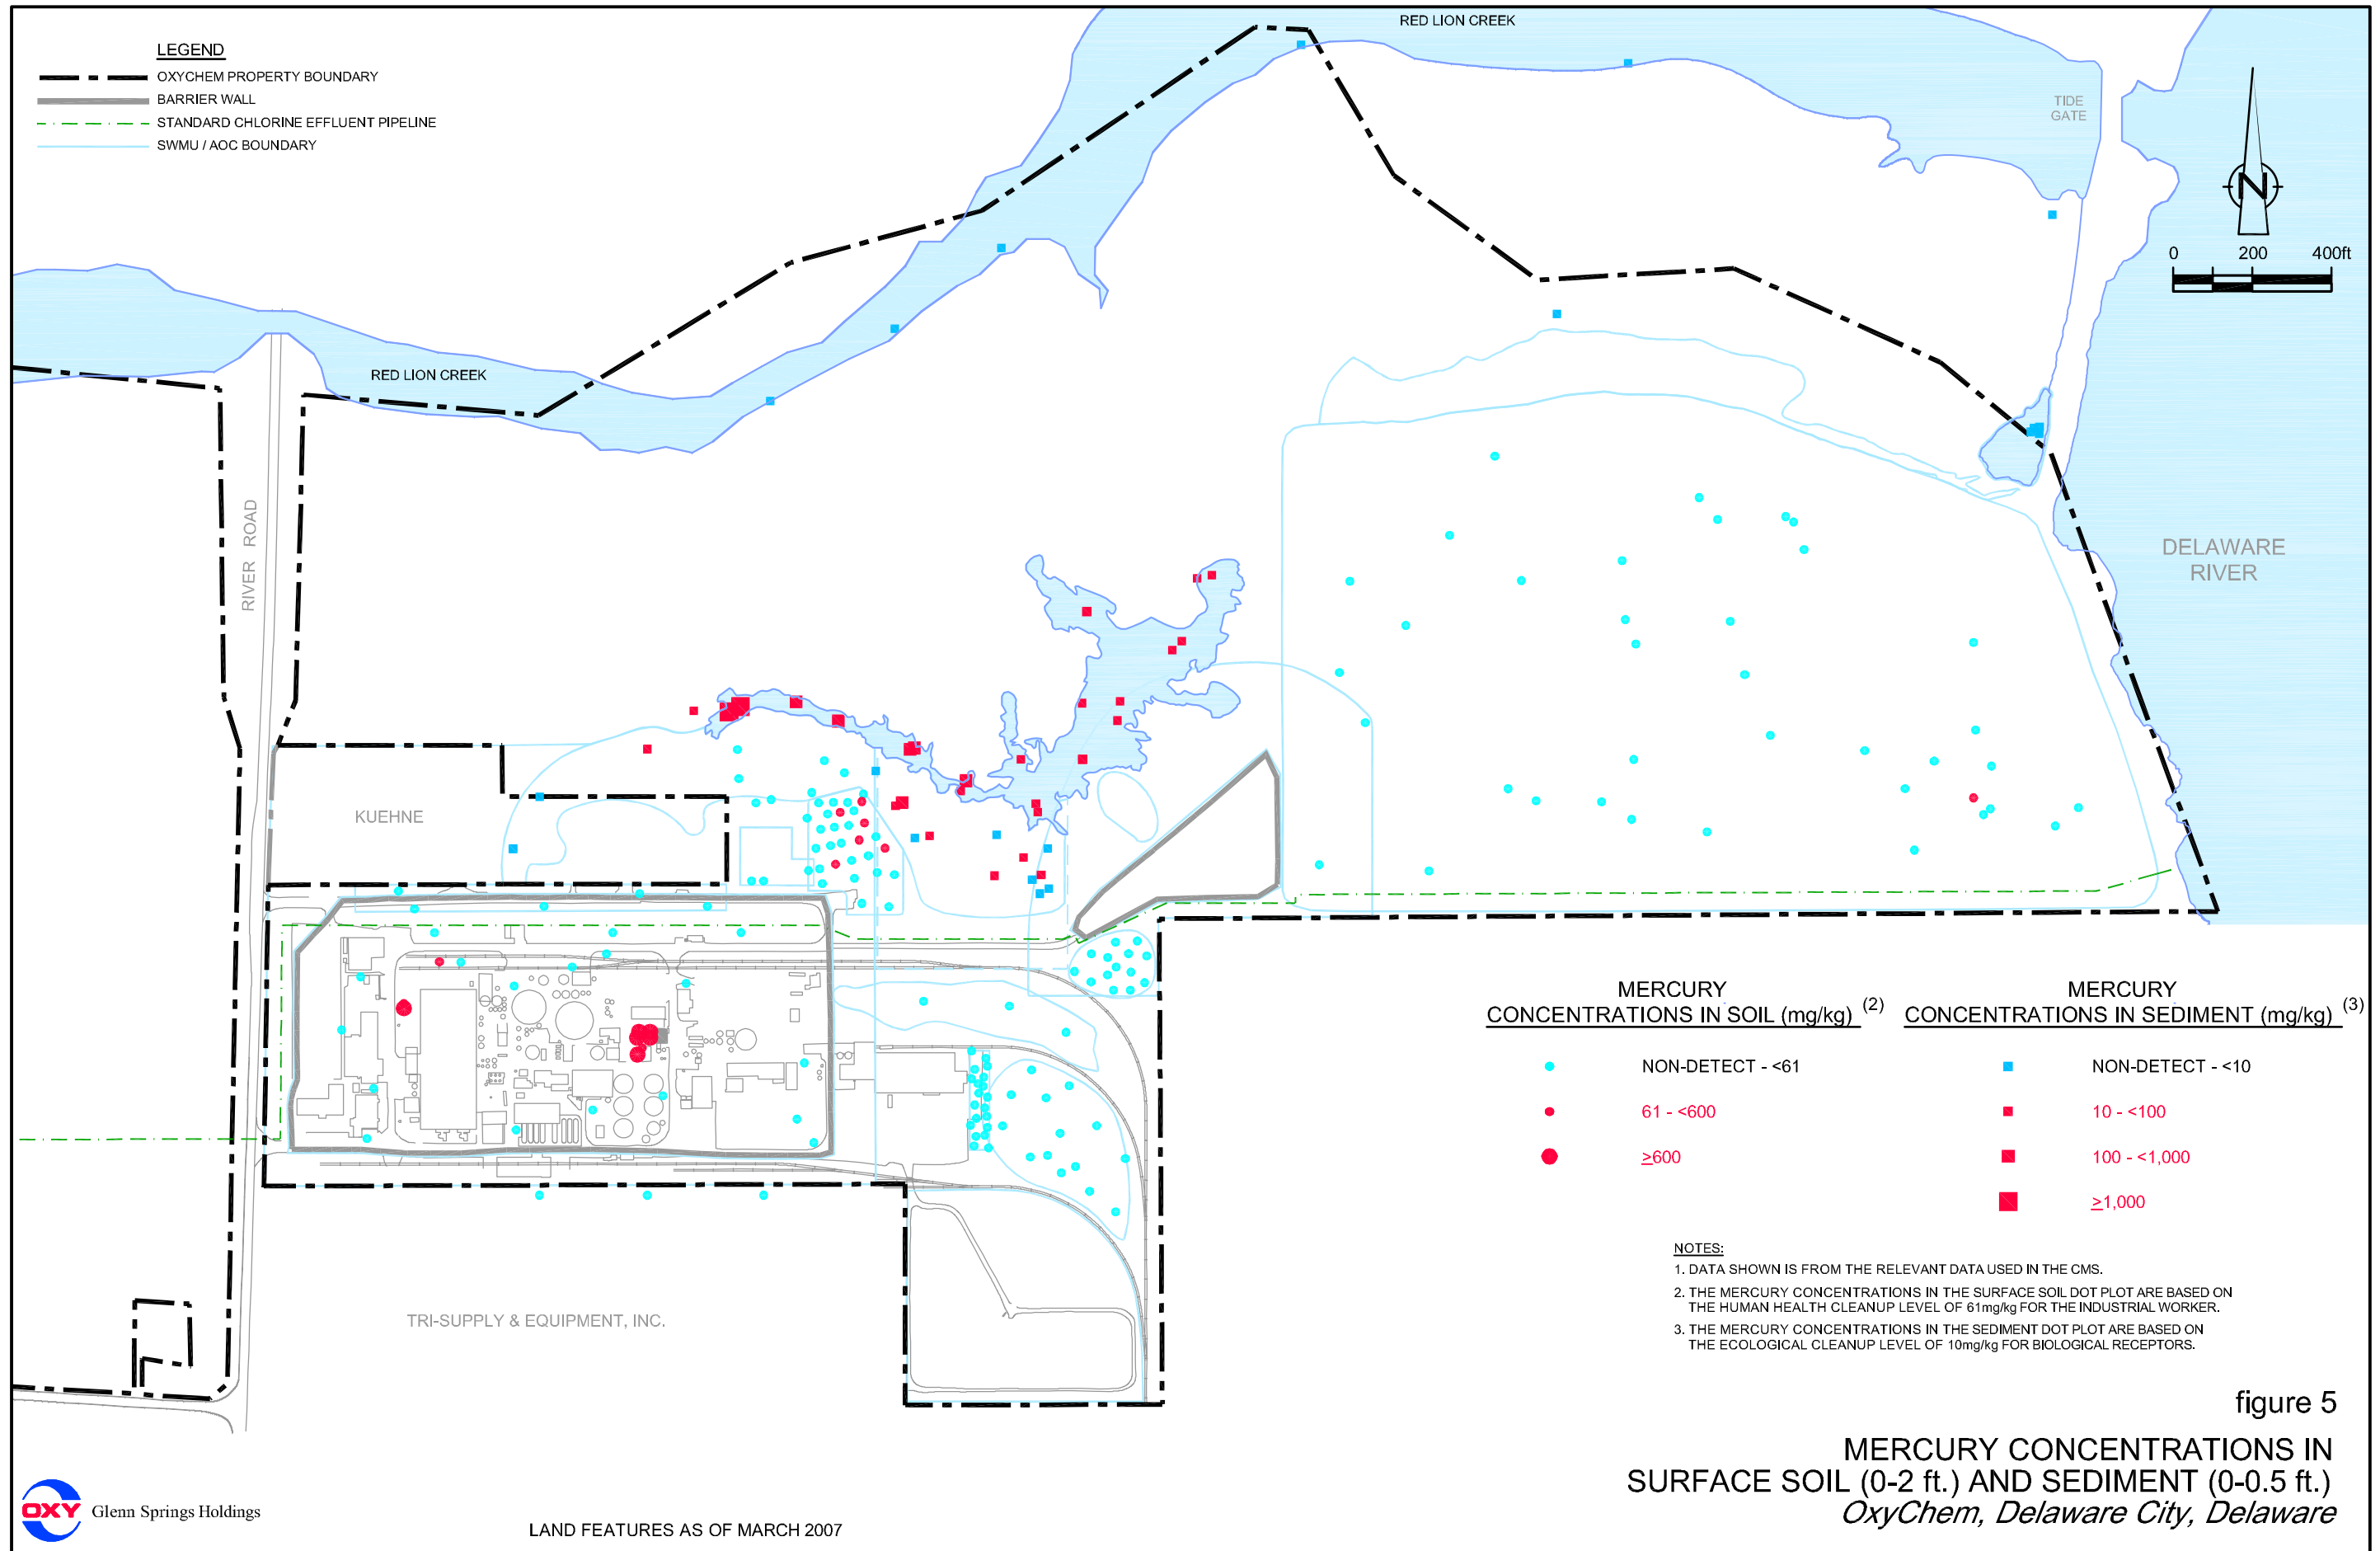 RED LION CREEK
LEGEND
OXYCHEM PROPERTY BOUNDARY
BARRIER WALL
STANDARD CHLORINE EFFLUENT PIPELINE
SWMU / AOC BOUNDARY
TIDE
GATE
N
0 200 400ft
RED LION CREEK
RIVER ROAD
DELAWARE
RIVER
KUEHNE
MERCURY
CONCENTRATIONS IN SOIL (mg/kg) (2)
NON-DETECT - <61
61 - <600
≥600
MERCURY
CONCENTRATIONS IN SEDIMENT (mg/kg) (3)
NON-DETECT - <10
10 - <100
100 - <1,000
≥1,000
NOTES:
1. DATA SHOWN IS FROM THE RELEVANT DATA USED IN THE CMS.
2. THE MERCURY CONCENTRATIONS IN THE SURFACE SOIL DOT PLOT ARE BASED ON
THE HUMAN HEALTH CLEANUP LEVEL OF 61mg/kg FOR THE INDUSTRIAL WORKER.
3. THE MERCURY CONCENTRATIONS IN THE SEDIMENT DOT PLOT ARE BASED ON
THE ECOLOGICAL CLEANUP LEVEL OF 10mg/kg FOR BIOLOGICAL RECEPTORS.
TRI-SUPPLY & EQUIPMENT, INC.
figure 5
MERCURY CONCENTRATIONS IN
SURFACE SOIL (0-2 ft.) AND SEDIMENT (0-0.5 ft.)
OxyChem, Delaware City, Delaware
OXY Glenn Springs Holdings
LAND FEATURES AS OF MARCH 2007